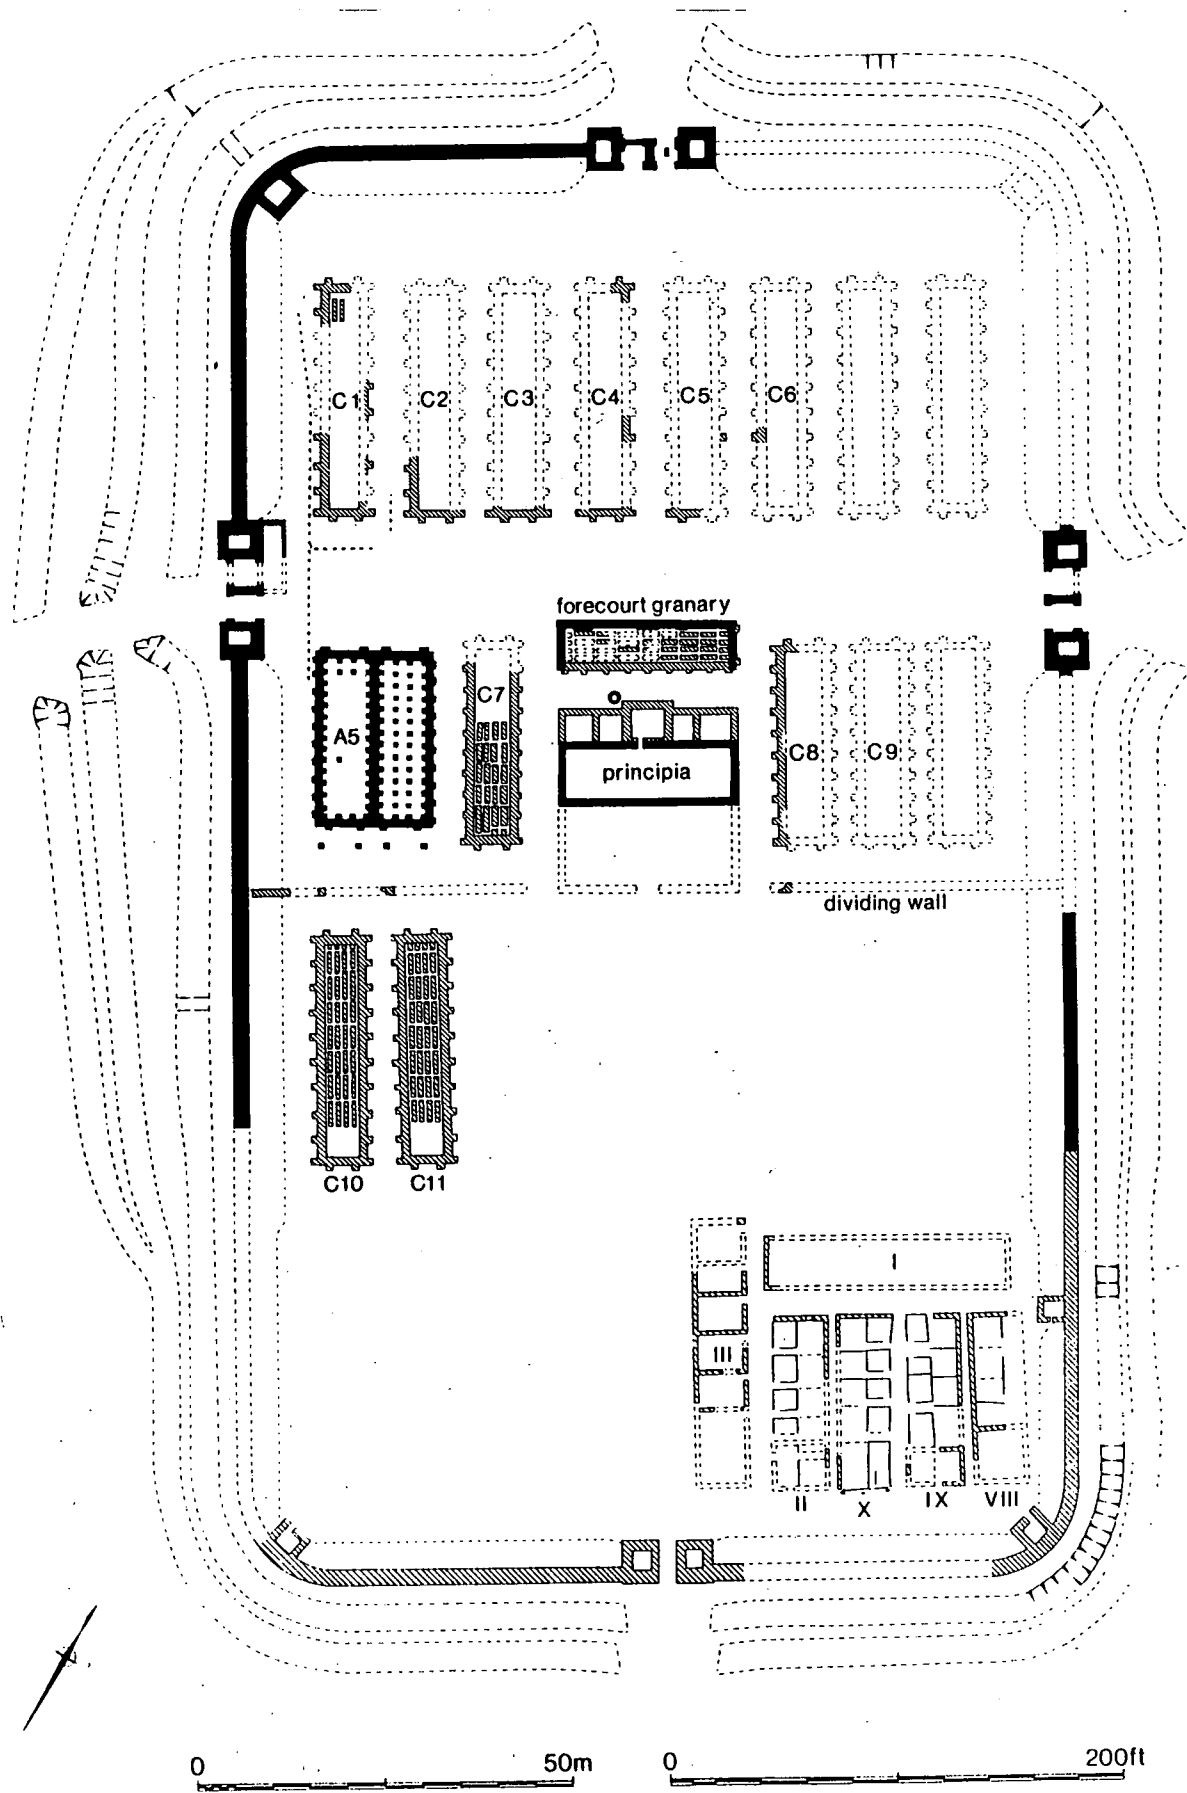 C1 C2 C3 C4 C5 C6
forecourt granary
C7
A5
principia
C8 C9
dividing wall
C10 C11
I
III
II X IX VIII
0 50m 0 200ft